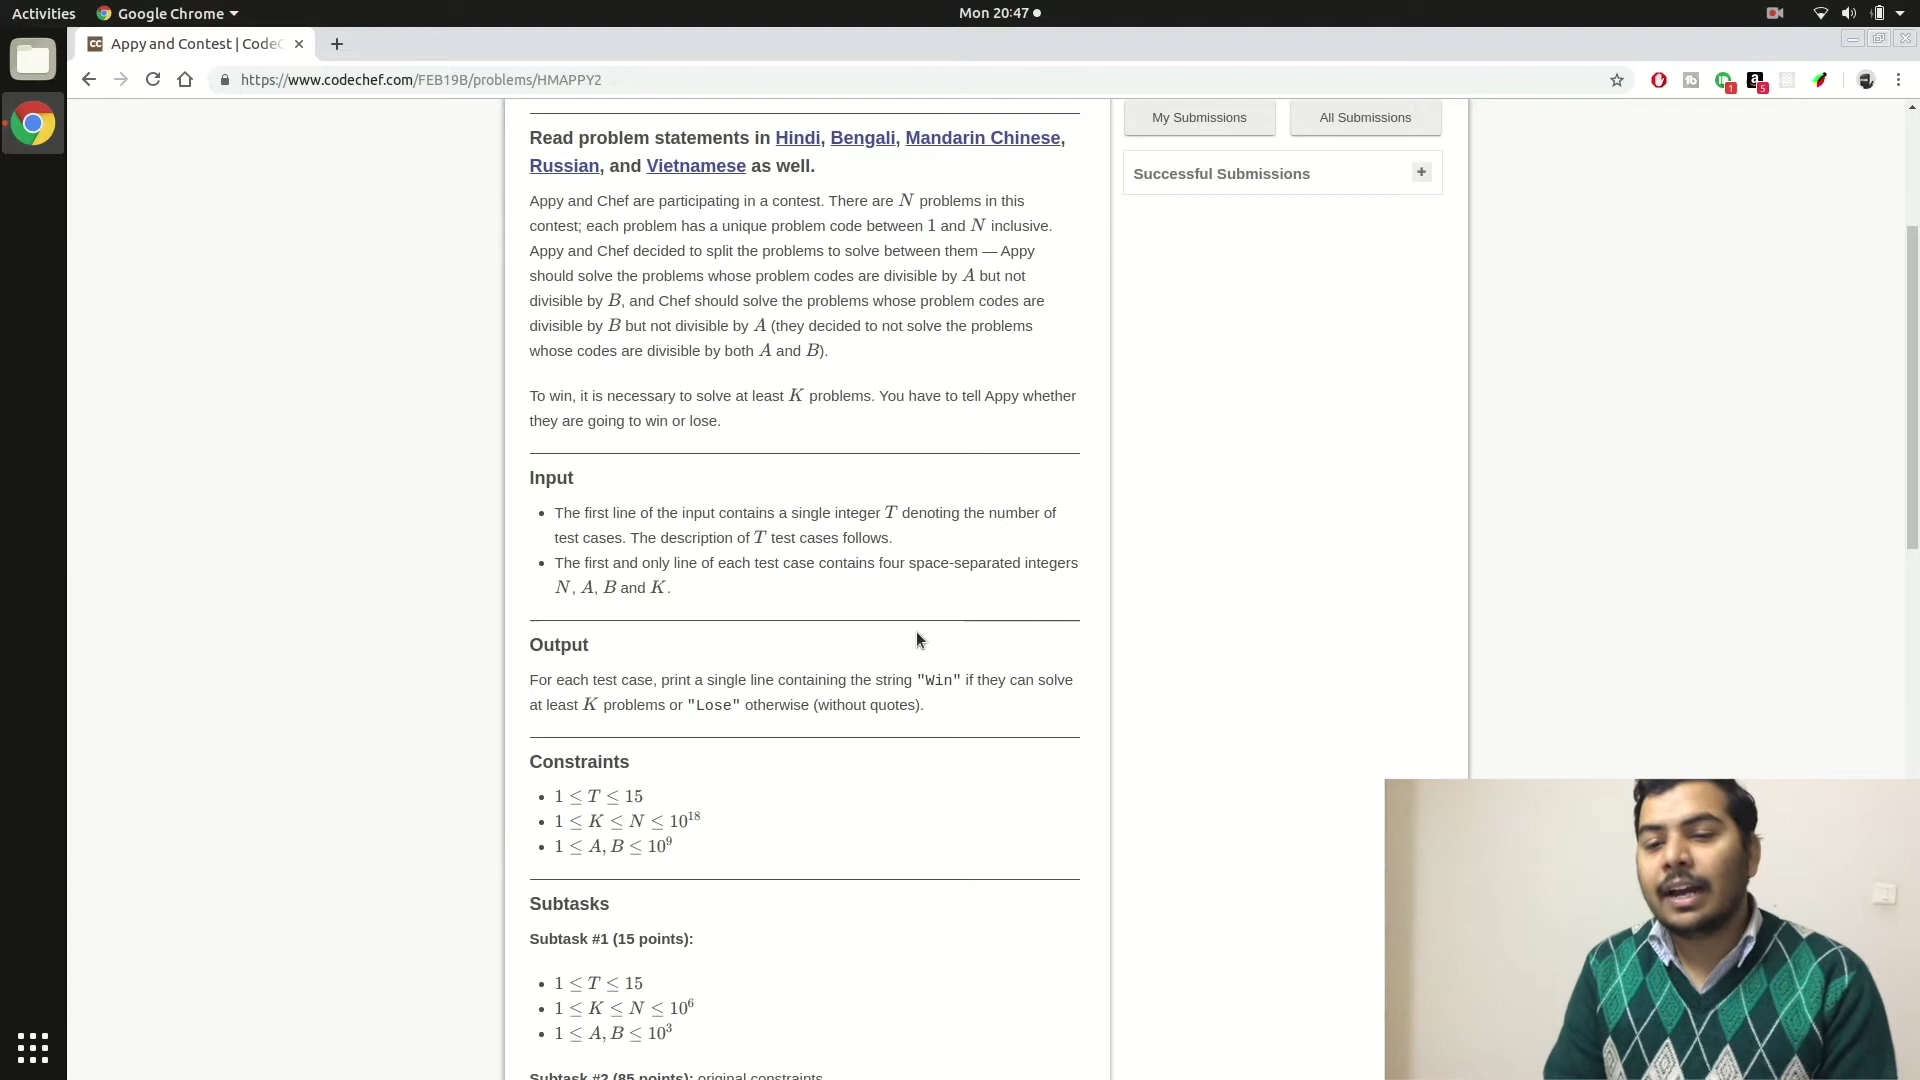 Activities Google Chrome Mon 20:47
Appy and Contest | CodeC
https://www.codechef.com/FEB19B/problems/HMAPPY2
1 5
My Submissions All Submissions
Successful Submissions +
Read problem statements in Hindi, Bengali, Mandarin Chinese,
Russian, and Vietnamese as well.
Appy and Chef are participating in a contest. There are N problems in this
contest; each problem has a unique problem code between 1 and N inclusive.
Appy and Chef decided to split the problems to solve between them — Appy
should solve the problems whose problem codes are divisible by A but not
divisible by B, and Chef should solve the problems whose problem codes are
divisible by B but not divisible by A (they decided to not solve the problems
whose codes are divisible by both A and B).
To win, it is necessary to solve at least K problems. You have to tell Appy whether
they are going to win or lose.
Input
• The first line of the input contains a single integer T denoting the number of
test cases. The description of T test cases follows.
• The first and only line of each test case contains four space-separated integers
N, A, B and K.
Output
For each test case, print a single line containing the string "Win" if they can solve
at least K problems or "Lose" otherwise (without quotes).
Constraints
• 1 ≤ T ≤ 15
• 1 ≤ K ≤ N ≤ 10^18
• 1 ≤ A, B ≤ 10^9
Subtasks
Subtask #1 (15 points):
• 1 ≤ T ≤ 15
• 1 ≤ K ≤ N ≤ 10^6
• 1 ≤ A, B ≤ 10^3
Subtask #2 (85 points): original constraints